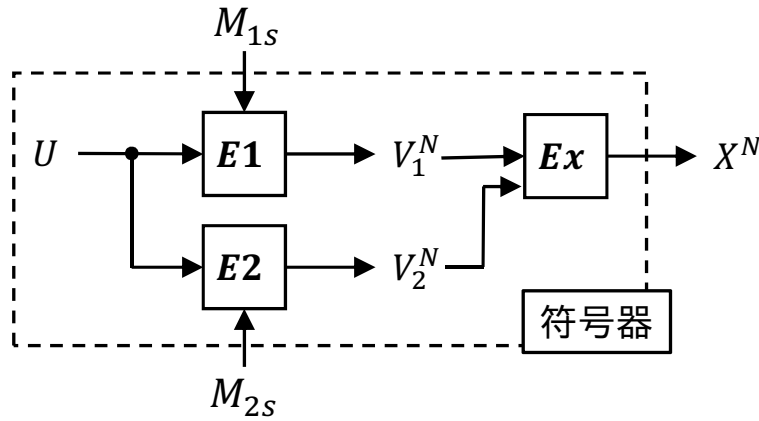 M_{1s}
U E1 V_1^N Ex X^N
E2 V_2^N
符号器
M_{2s}